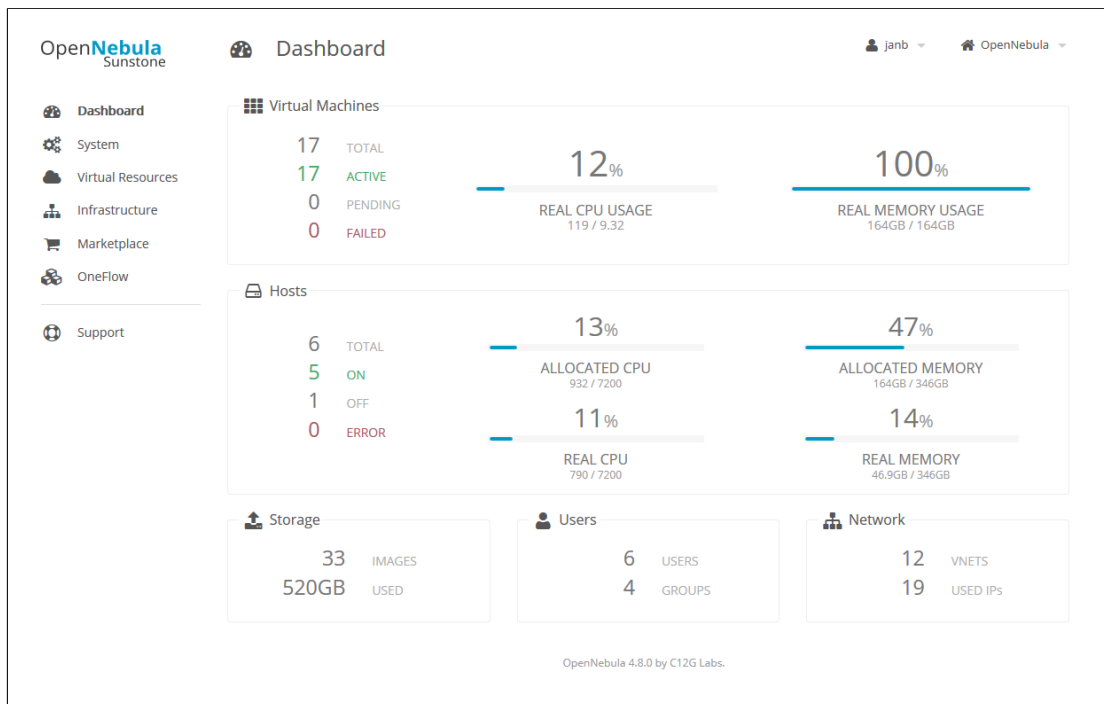 OpenNebula
Sunstone
Dashboard
janb
OpenNebula
Dashboard
System
Virtual Resources
Infrastructure
Marketplace
OneFlow
Support
Virtual Machines
17 TOTAL
17 ACTIVE
0 PENDING
0 FAILED
12%
REAL CPU USAGE
119 / 9.32
100%
REAL MEMORY USAGE
164GB / 164GB
Hosts
6 TOTAL
5 ON
1 OFF
0 ERROR
13%
ALLOCATED CPU
932 / 7200
47%
ALLOCATED MEMORY
164GB / 346GB
11%
REAL CPU
790 / 7200
14%
REAL MEMORY
46.9GB / 346GB
Storage
33 IMAGES
520GB USED
Users
6 USERS
4 GROUPS
Network
12 VNETS
19 USED IPs
OpenNebula 4.8.0 by C12G Labs.